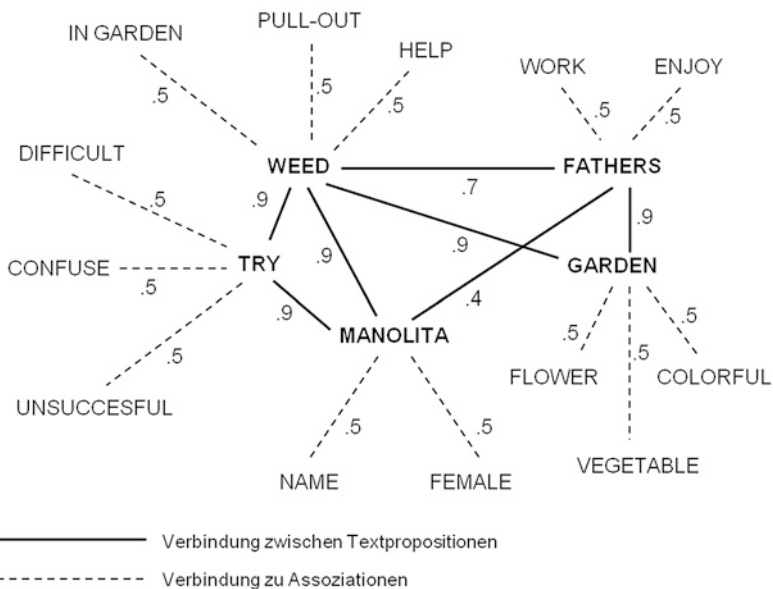 PULL-OUT
IN GARDEN
HELP
WORK
ENJOY
.5
.5
.5
.5
.5
DIFFICULT
WEED
FATHERS
.7
.5
.9
.9
.9
.9
TRY
GARDEN
CONFUSE
.5
.4
.9
.5
.5
.5
.5
MANOLITA
FLOWER
COLORFUL
UNSUCCESFUL
.5
.5
VEGETABLE
NAME
FEMALE
Verbindung zwischen Textpropositionen
Verbindung zu Assoziationen